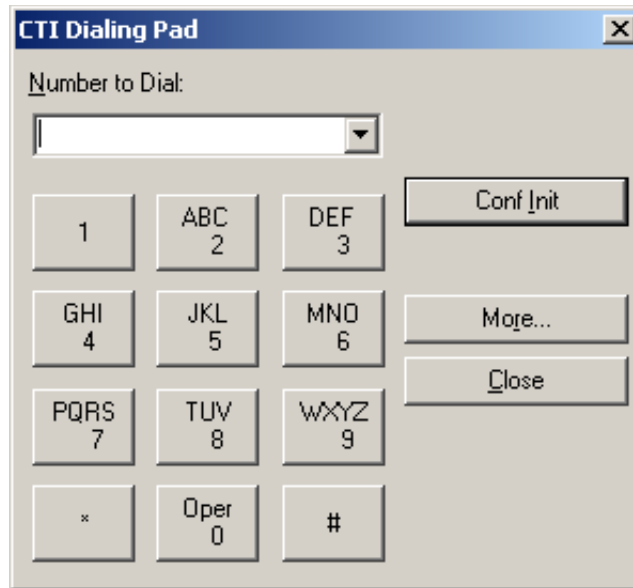 CTI Dialing Pad
Number to Dial:
Conf Init
1
ABC
2
DEF
3
GHI
4
JKL
5
MNO
6
More...
Close
PQRS
7
TUV
8
WXYZ
9
*
Oper
0
#